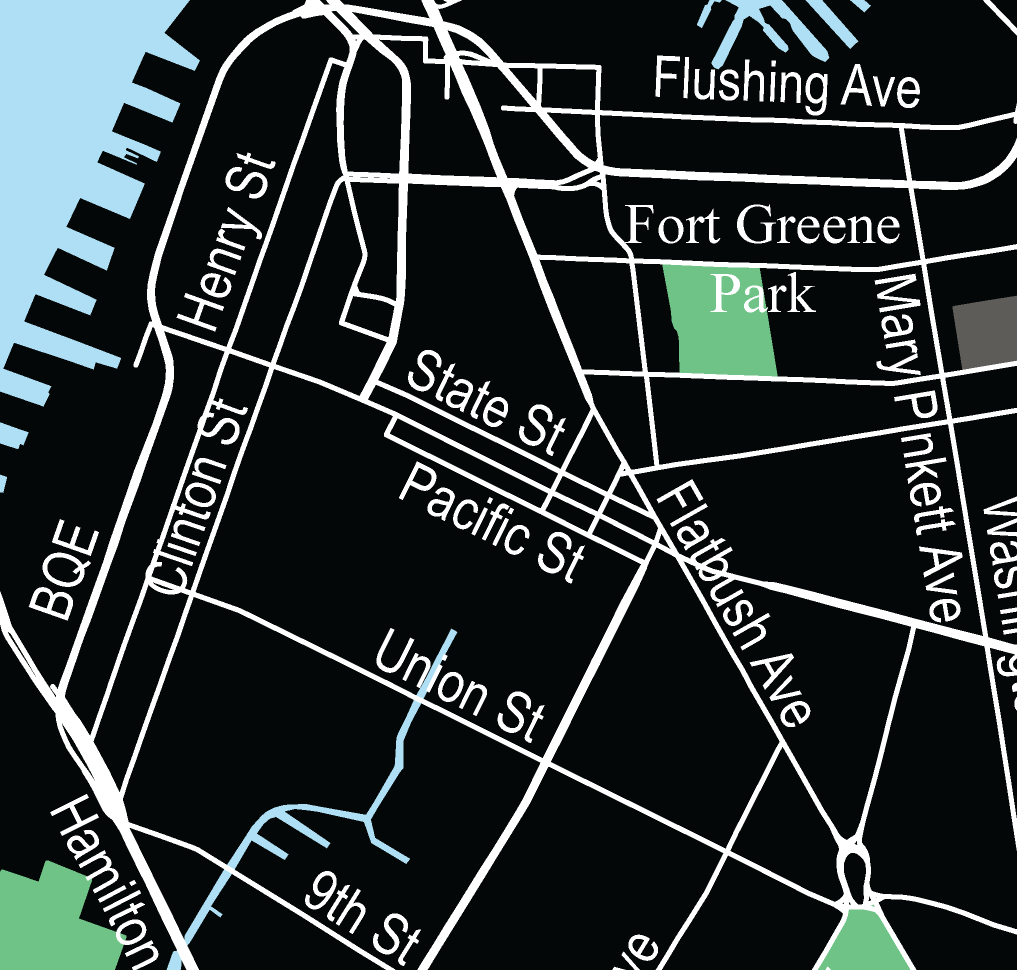 Flushing Ave
Henry St
Fort Greene
Park
Mary Pinkett Ave
State St
Clinton St
Pacific St
Flatbush Ave
BQE
Union St
Hamilton
9th St